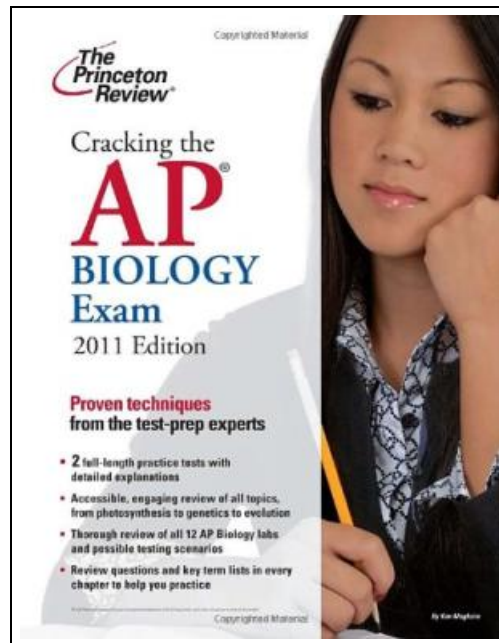 Copyrighted Material
The
Princeton
Review®
Cracking the
AP®
BIOLOGY
Exam
2011 Edition
Proven techniques
from the test-prep experts
• 2 full-length practice tests with
detailed explanations
• Accessible, engaging review of all topics,
from photosynthesis to genetics to evolution
• Thorough review of all 12 AP Biology labs
and possible testing scenarios
• Review questions and key term lists in every
chapter to help you practice
Copyrighted Material
By Kim Magloire